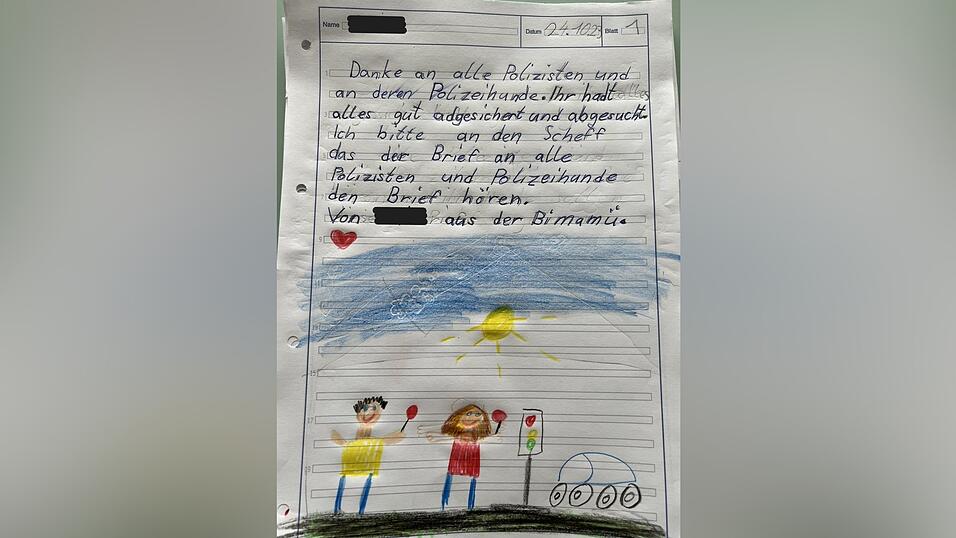 Name
Datum 24.10.23 Blatt 1
Danke an alle Polizisten und
an deren Polizeihunde. Ihr hadt
alles gut adgesichert und abgesucht.
Ich bitte an den Scheff
das der Brief an alle
Polizisten und Polizeihunde
den Brief hören.
Von aus der Bimamü.